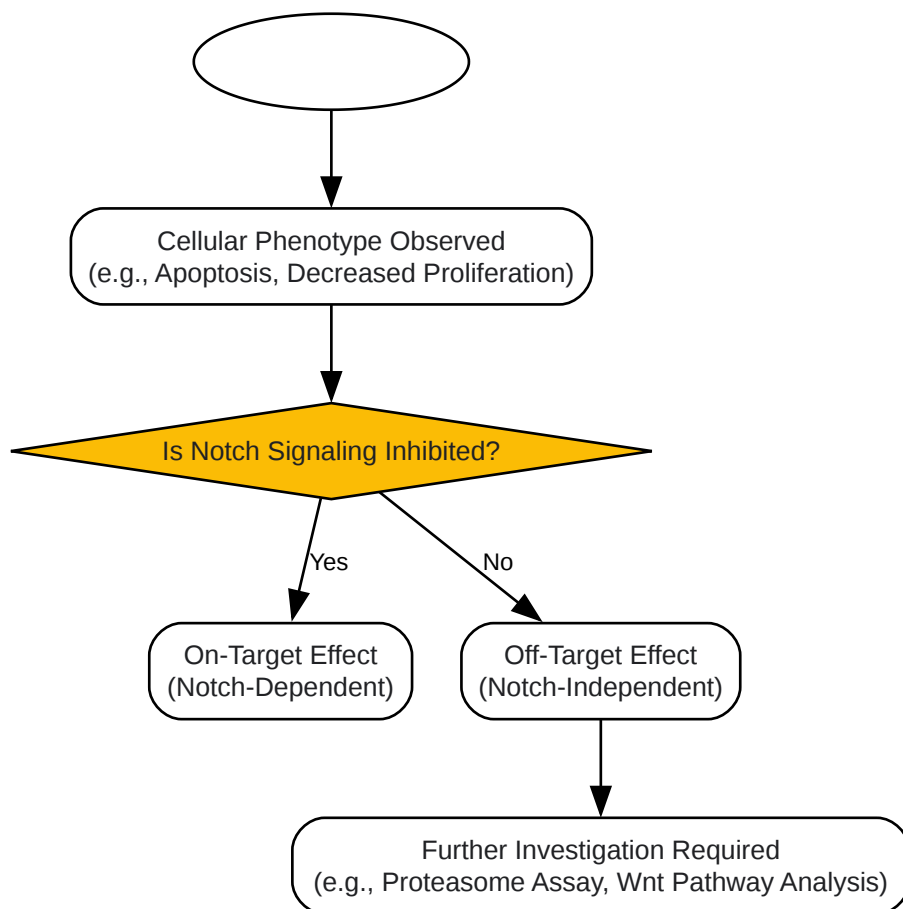 Cellular Phenotype Observed
(e.g., Apoptosis, Decreased Proliferation)
Is Notch Signaling Inhibited?
Yes
No
On-Target Effect
(Notch-Dependent)
Off-Target Effect
(Notch-Independent)
Further Investigation Required
(e.g., Proteasome Assay, Wnt Pathway Analysis)